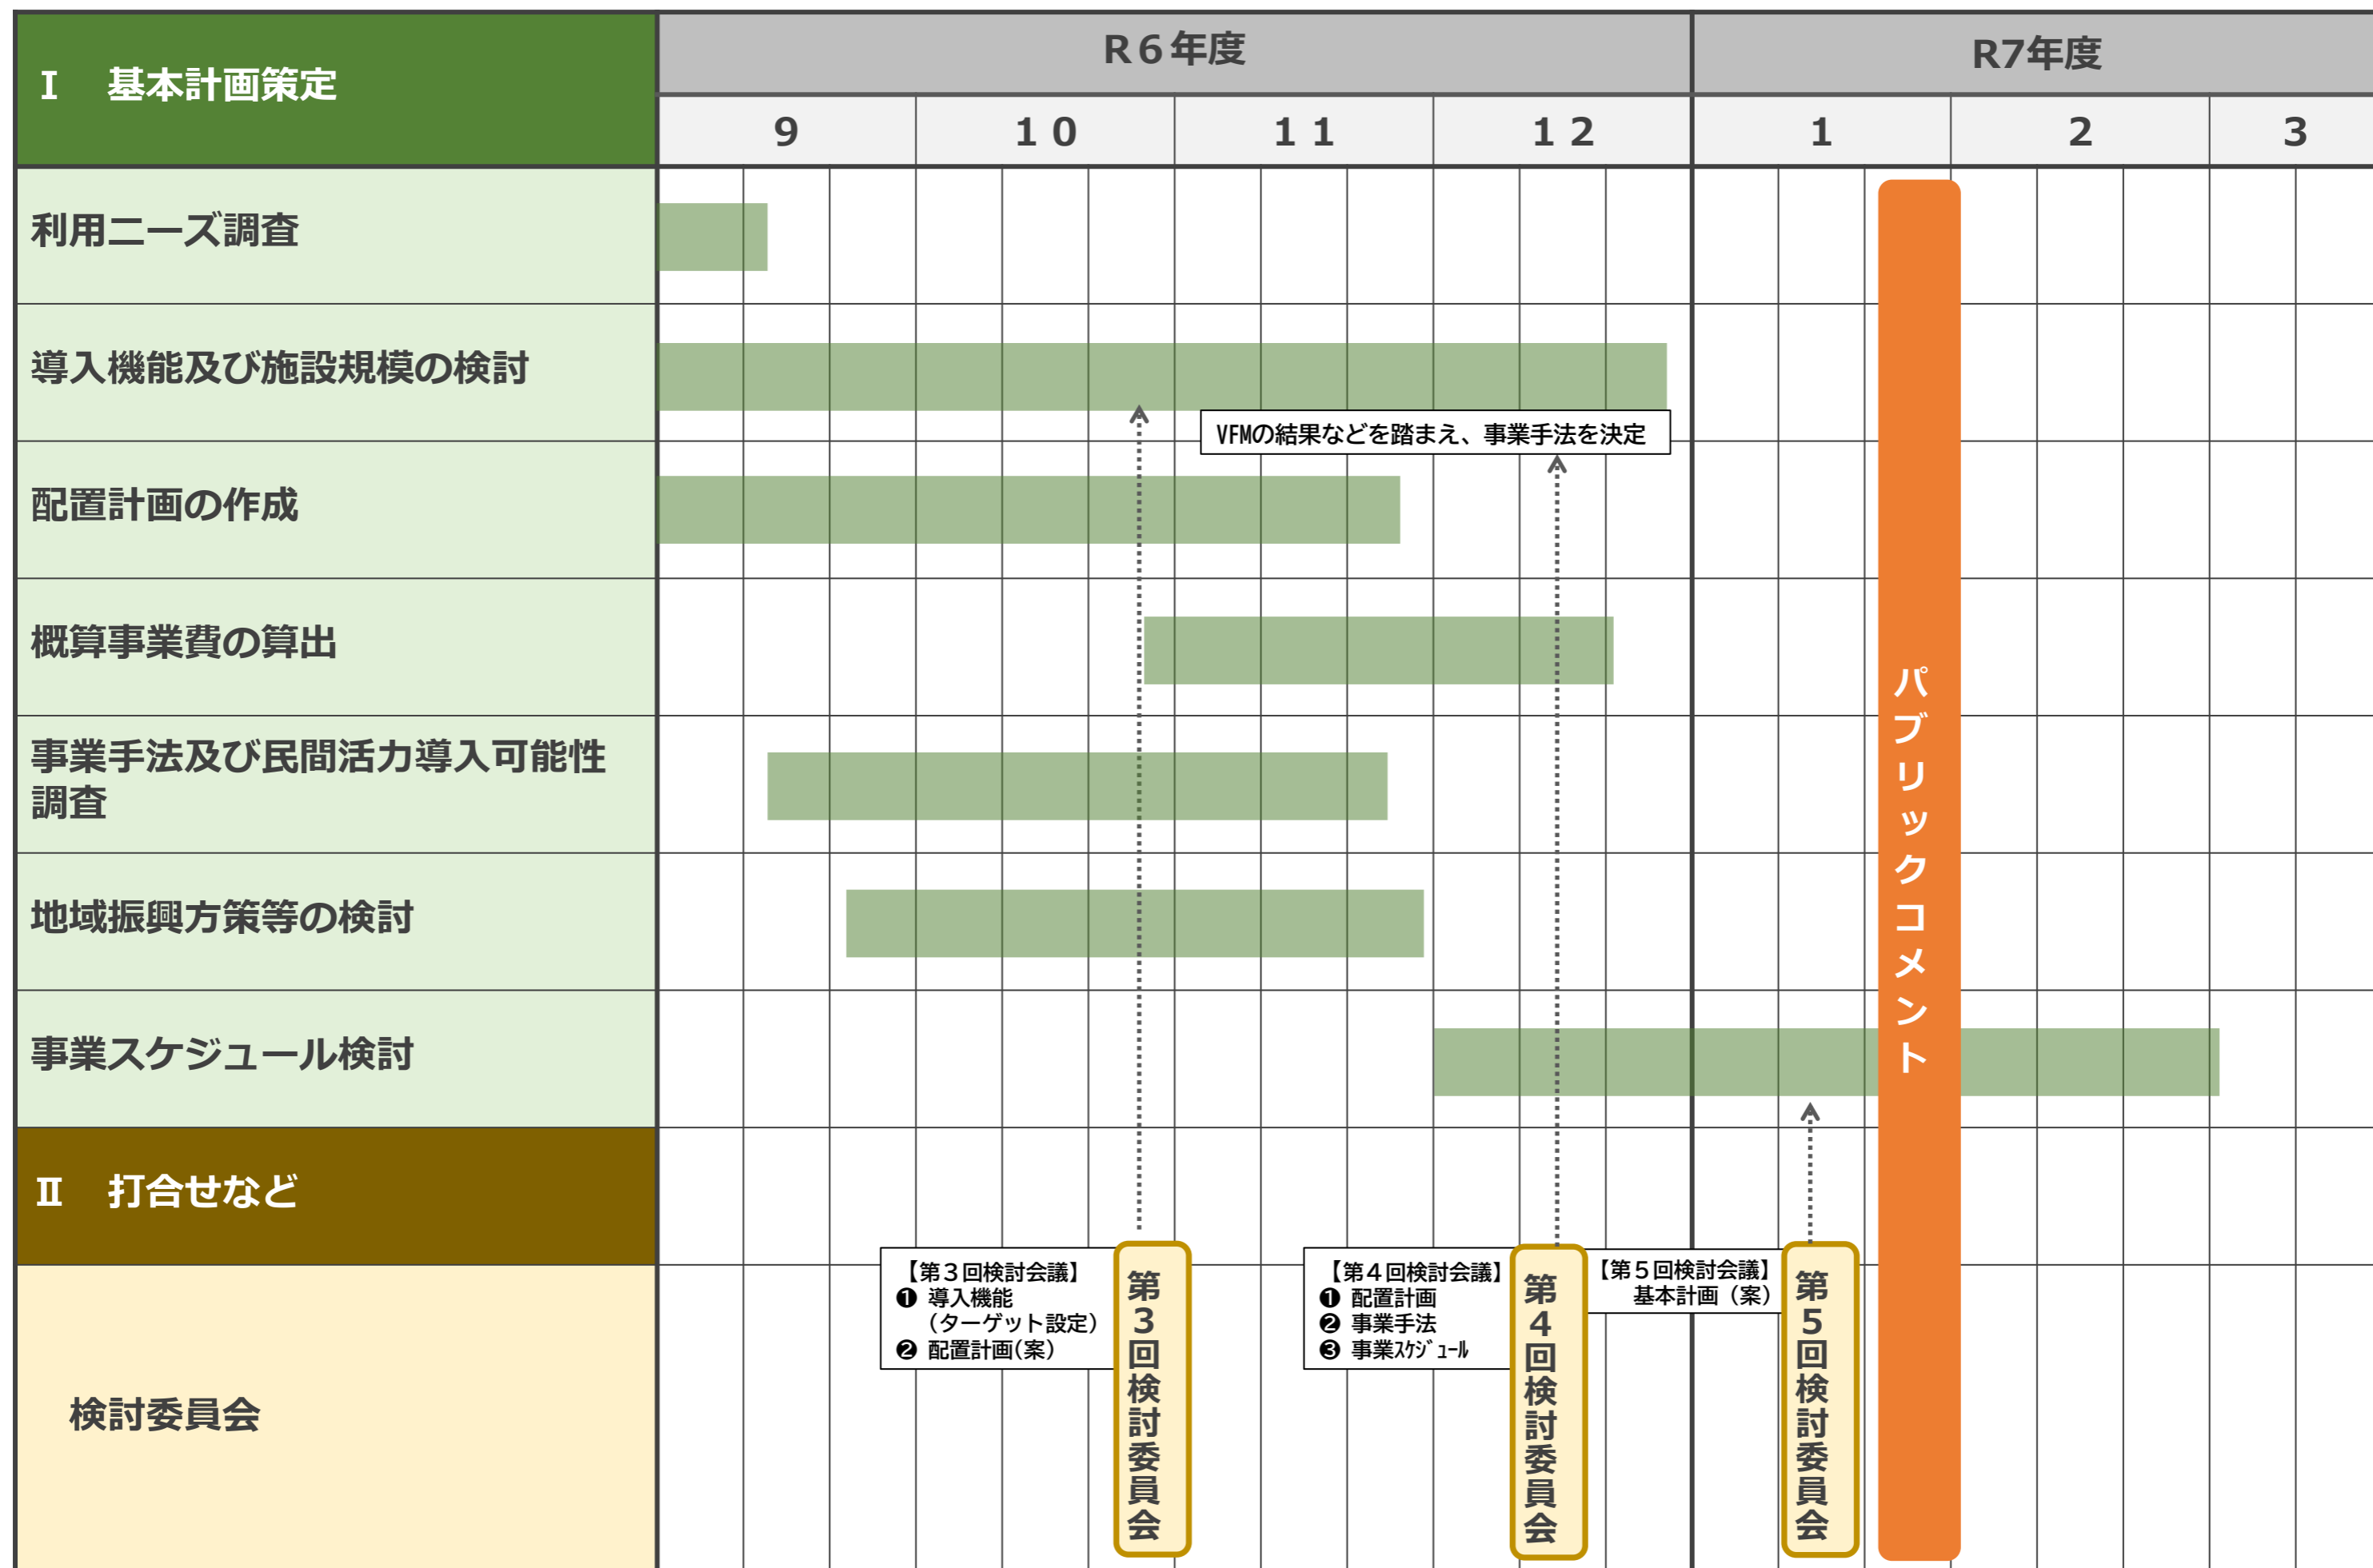 Ⅰ　基本計画策定
R６年度
R7年度
9
１０
１１
１２
1
2
3
利用ニーズ調査
導入機能及び施設規模の検討
VFMの結果などを踏まえ、事業手法を決定
配置計画の作成
概算事業費の算出
事業手法及び民間活力導入可能性
調査
地域振興方策等の検討
事業スケジュール検討
パブリックコメント
Ⅱ　打合せなど
検討委員会
【第３回検討会議】
❶ 導入機能
（ターゲット設定）
❷ 配置計画(案）
第３回検討委員会
【第４回検討会議】
❶ 配置計画
❷ 事業手法
❸ 事業ｽｹｼﾞｭｰﾙ
第４回検討委員会
【第５回検討会議】
基本計画（案）
第５回検討委員会